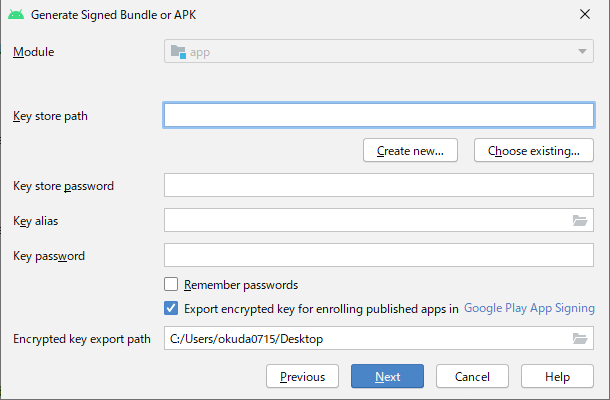 Generate Signed Bundle or APK
Module
app
Key store path
Create new...
Choose existing...
Key store password
Key alias
Key password
Remember passwords
Export encrypted key for enrolling published apps in Google Play App Signing
Encrypted key export path
C:/Users/okuda0715/Desktop
Previous
Next
Cancel
Help